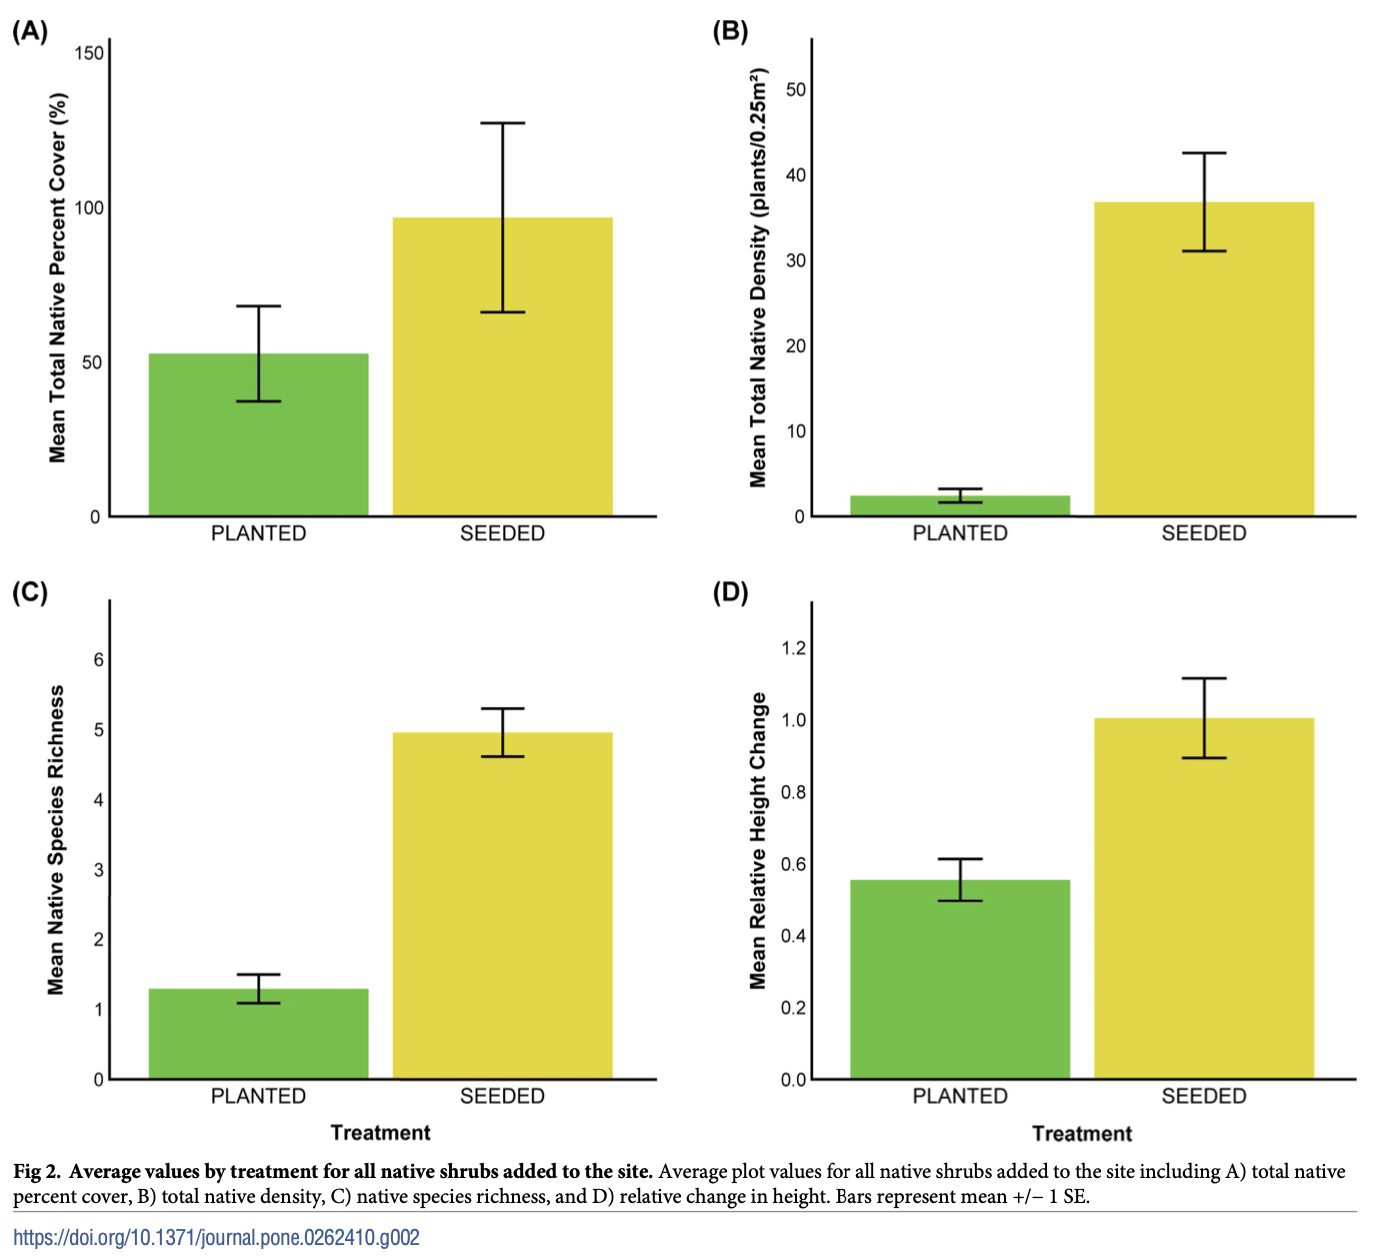 (A)
Mean Total Native Percent Cover (%)
150
100
50
0
PLANTED SEEDED
(B)
Mean Total Native Density (plants/0.25m²)
50
40
30
20
10
0
PLANTED SEEDED
(C)
Mean Native Species Richness
6
5
4
3
2
1
0
PLANTED SEEDED
Treatment
(D)
Mean Relative Height Change
1.2
1.0
0.8
0.6
0.4
0.2
0.0
PLANTED SEEDED
Treatment
Fig 2. Average values by treatment for all native shrubs added to the site. Average plot values for all native shrubs added to the site including A) total native
percent cover, B) total native density, C) native species richness, and D) relative change in height. Bars represent mean +/− 1 SE.
https://doi.org/10.1371/journal.pone.0262410.g002